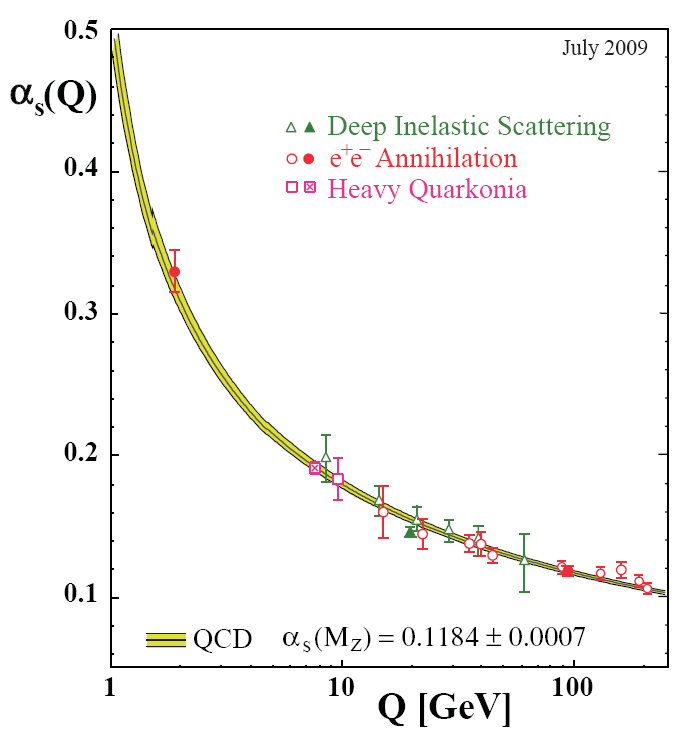 0.5
July 2009
αs(Q)
Deep Inelastic Scattering
e+e− Annihilation
0.4
Heavy Quarkonia
0.3
0.2
0.1
QCD αs(MZ) = 0.1184 ± 0.0007
1 10 100
Q [GeV]